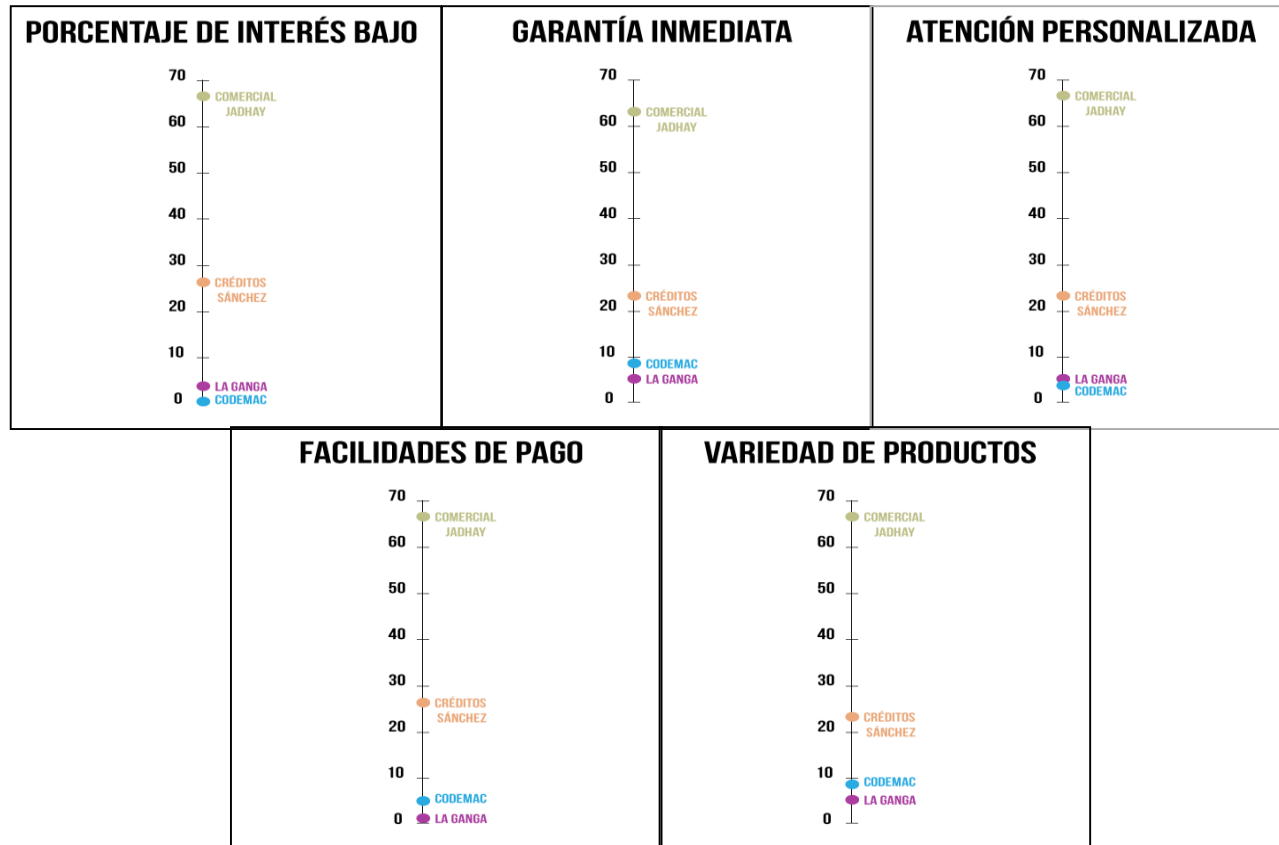 PORCENTAJE DE INTERÉS BAJO
70
COMERCIAL
JADHAY
60
50
40
30
CRÉDITOS
SÁNCHEZ
20
10
LA GANGA
0
CODEMAC
GARANTÍA INMEDIATA
70
COMERCIAL
JADHAY
60
50
40
30
CRÉDITOS
SÁNCHEZ
20
10
CODEMAC
LA GANGA
0
ATENCIÓN PERSONALIZADA
70
COMERCIAL
JADHAY
60
50
40
30
CRÉDITOS
SÁNCHEZ
20
10
LA GANGA
CODEMAC
0
FACILIDADES DE PAGO
70
COMERCIAL
JADHAY
60
50
40
30
CRÉDITOS
SÁNCHEZ
20
10
CODEMAC
0
LA GANGA
VARIEDAD DE PRODUCTOS
70
COMERCIAL
JADHAY
60
50
40
30
CRÉDITOS
SÁNCHEZ
20
10
CODEMAC
LA GANGA
0